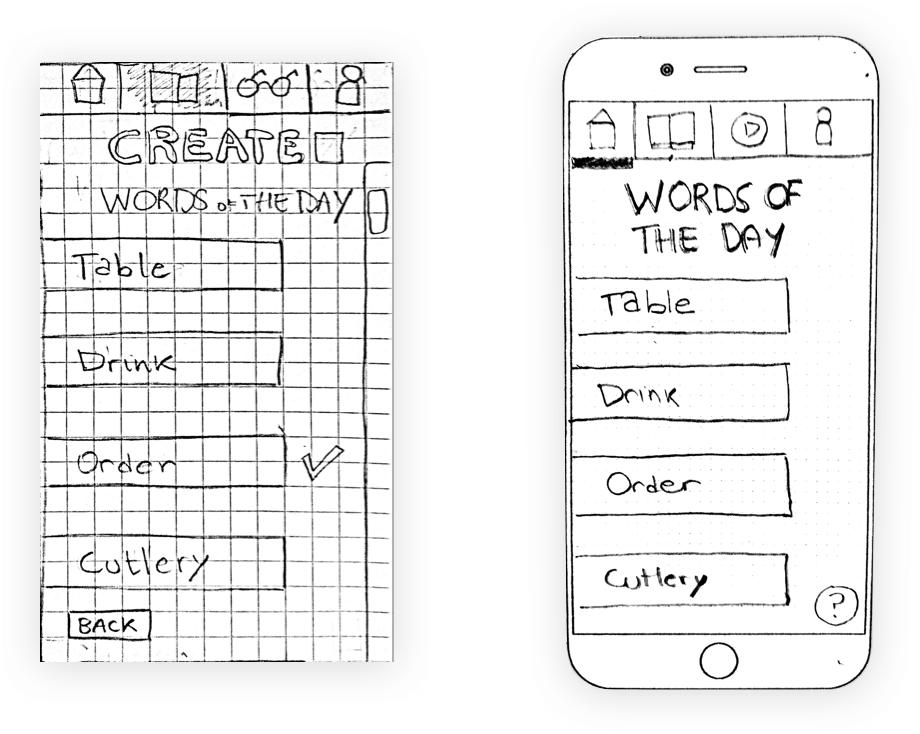 CREATE
WORDS OF THE DAY
Table
Drink
Order
Cutlery
BACK
WORDS OF
THE DAY
Table
Drink
Order
Cutlery
?